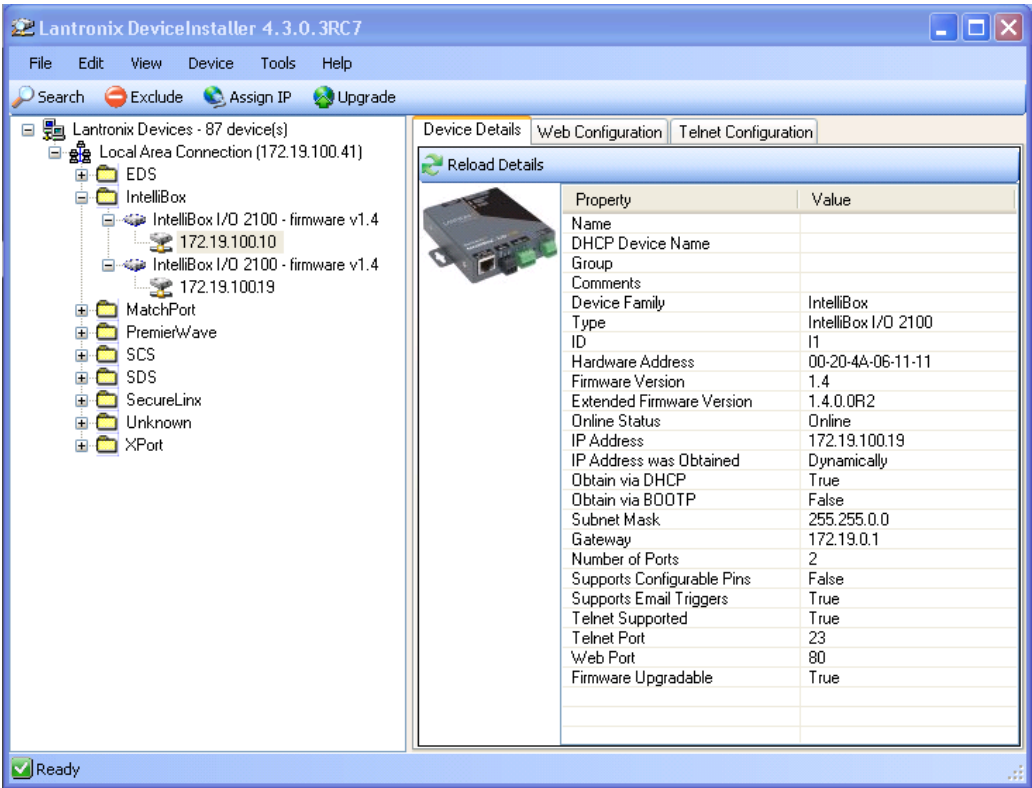 Lantronix DeviceInstaller 4.3.0.3RC7
File Edit View Device Tools Help
Search Exclude Assign IP Upgrade
Lantronix Devices - 87 device(s)
Local Area Connection (172.19.100.41)
EDS
IntelliBox
IntelliBox I/O 2100 - firmware v1.4
172.19.100.10
IntelliBox I/O 2100 - firmware v1.4
172.19.100.19
MatchPort
PremierWave
SCS
SDS
SecureLinx
Unknown
XPort
Device Details Web Configuration Telnet Configuration
Reload Details
Property Value
Name
DHCP Device Name
Group
Comments
Device Family IntelliBox
Type IntelliBox I/O 2100
ID I1
Hardware Address 00-20-4A-06-11-11
Firmware Version 1.4
Extended Firmware Version 1.4.0.0R2
Online Status Online
IP Address 172.19.100.19
IP Address was Obtained Dynamically
Obtain via DHCP True
Obtain via BOOTP False
Subnet Mask 255.255.0.0
Gateway 172.19.0.1
Number of Ports 2
Supports Configurable Pins False
Supports Email Triggers True
Telnet Supported True
Telnet Port 23
Web Port 80
Firmware Upgradable True
Ready